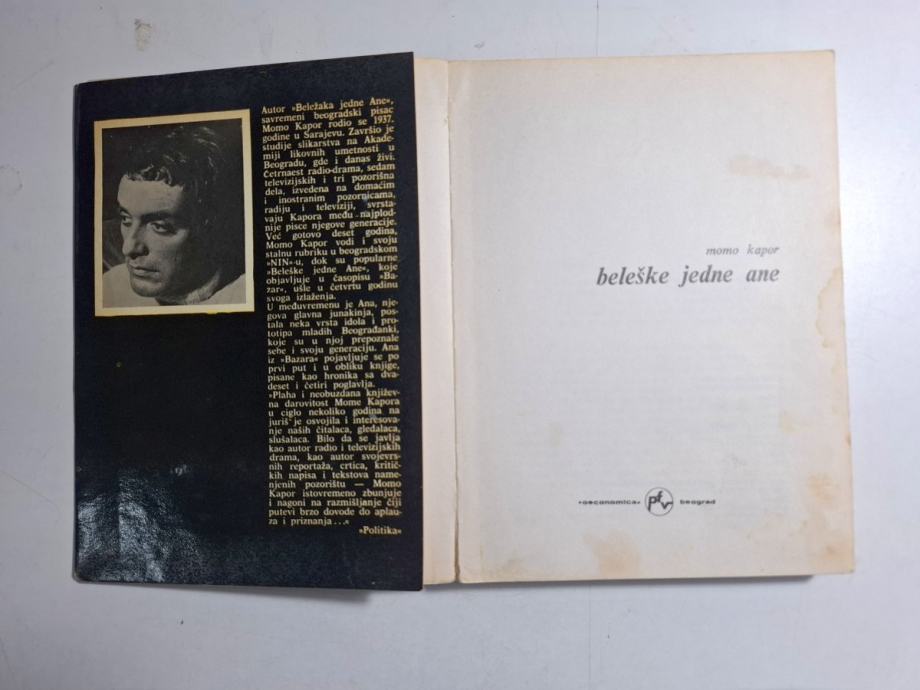 Autor »Beležaka jedne Ane«,
savremeni beogradski pisac
Momo Kapor rodio se 1937.
godine u Sarajevu. Završio je
studije slikarstva na Akade-
miji likovnih umetnosti u
Beogradu, gde i danas živi.
Četrnaest radio-drama, sedam
televizijskih i tri pozorišna
dela, izvedena na domaćim
i inostranim pozornicama,
radiju i televiziji, svrsta-
vaju Kapora među najplod-
nije pisce njegove generacije.
Već gotovo deset godina,
Momo Kapor vodi i svoju
stalnu rubriku u beogradskom
»NIN«-u, dok su popularne
»Beleške jedne Ane«, koje
objavljuje u časopisu »Ba-
zar«, ušle u četvrtu godinu
svoga izlaženja.
U međuvremenu je Ana, nje-
gova glavna junakinja, pos-
tala neka vrsta idola i pro-
totipa mladih Beograđanki,
koje su u njoj prepoznale
sebe i svoju generaciju. Ana
iz »Bazara« pojavljuje se po
prvi put i u obliku knjige,
pisane kao hronika sa dva-
deset i četiri poglavlja.
»Plaha i neobuzdana književ-
na darovitost Mome Kapora
u ciglo nekoliko godina na
juriš je osvojila i interesova-
nje naših čitalaca, gledalaca,
slušalaca. Bilo da se javlja
kao autor radio i televizijskih
drama, kao autor svojevrs-
nih reportaža, crtica, kritič-
kih napisa i tekstova name-
njenih pozorištu — Momo
Kapor istovremeno zbunjuje
i nagoni na razmišljanje čiji
putevi brzo dovode do aplau-
za i priznanja...«
»Politika«
momo kapor
beleške jedne ane
»oeconomica« pfv beograd